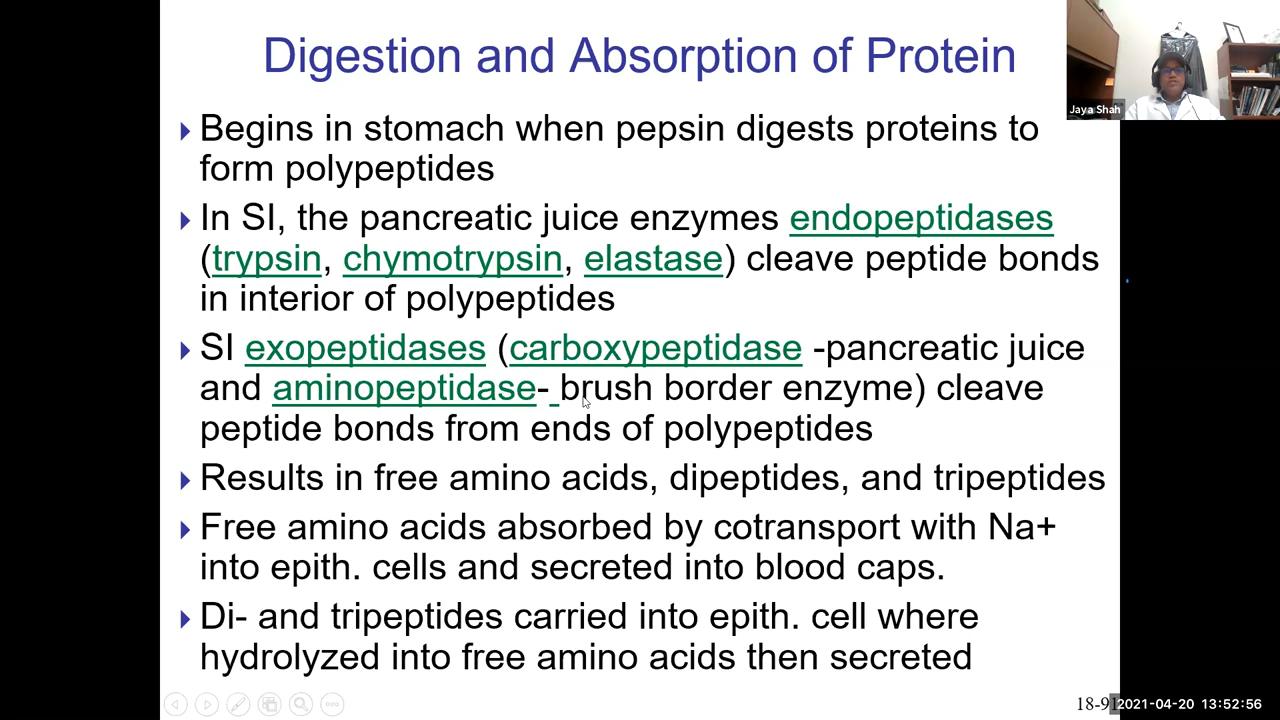 Digestion and Absorption of Protein
Jaya Shah
Begins in stomach when pepsin digests proteins to
form polypeptides
In SI, the pancreatic juice enzymes endopeptidases
(trypsin, chymotrypsin, elastase) cleave peptide bonds
in interior of polypeptides
SI exopeptidases (carboxypeptidase -pancreatic juice
and aminopeptidase- brush border enzyme) cleave
peptide bonds from ends of polypeptides
Results in free amino acids, dipeptides, and tripeptides
Free amino acids absorbed by cotransport with Na+
into epith. cells and secreted into blood caps.
Di- and tripeptides carried into epith. cell where
hydrolyzed into free amino acids then secreted
18-91
2021-04-20 13:52:56